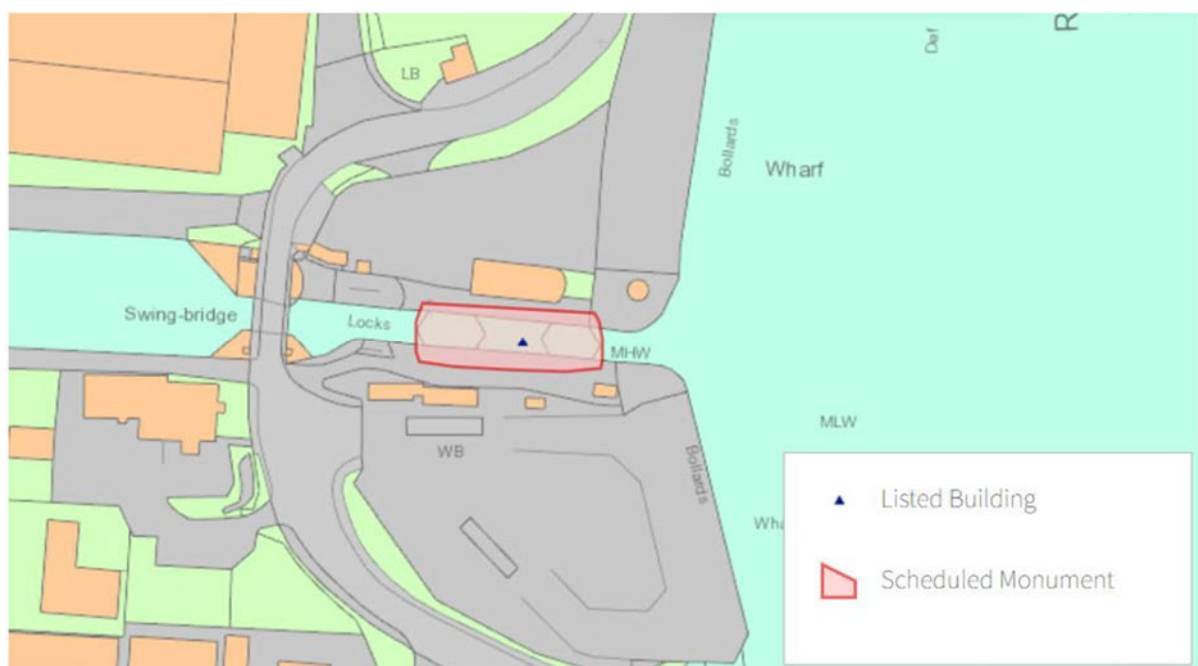 R
Def
LB
Bollards
Wharf
Swing-bridge
Locks
MHW
MLW
WB
Bollards
Listed Building
Scheduled Monument